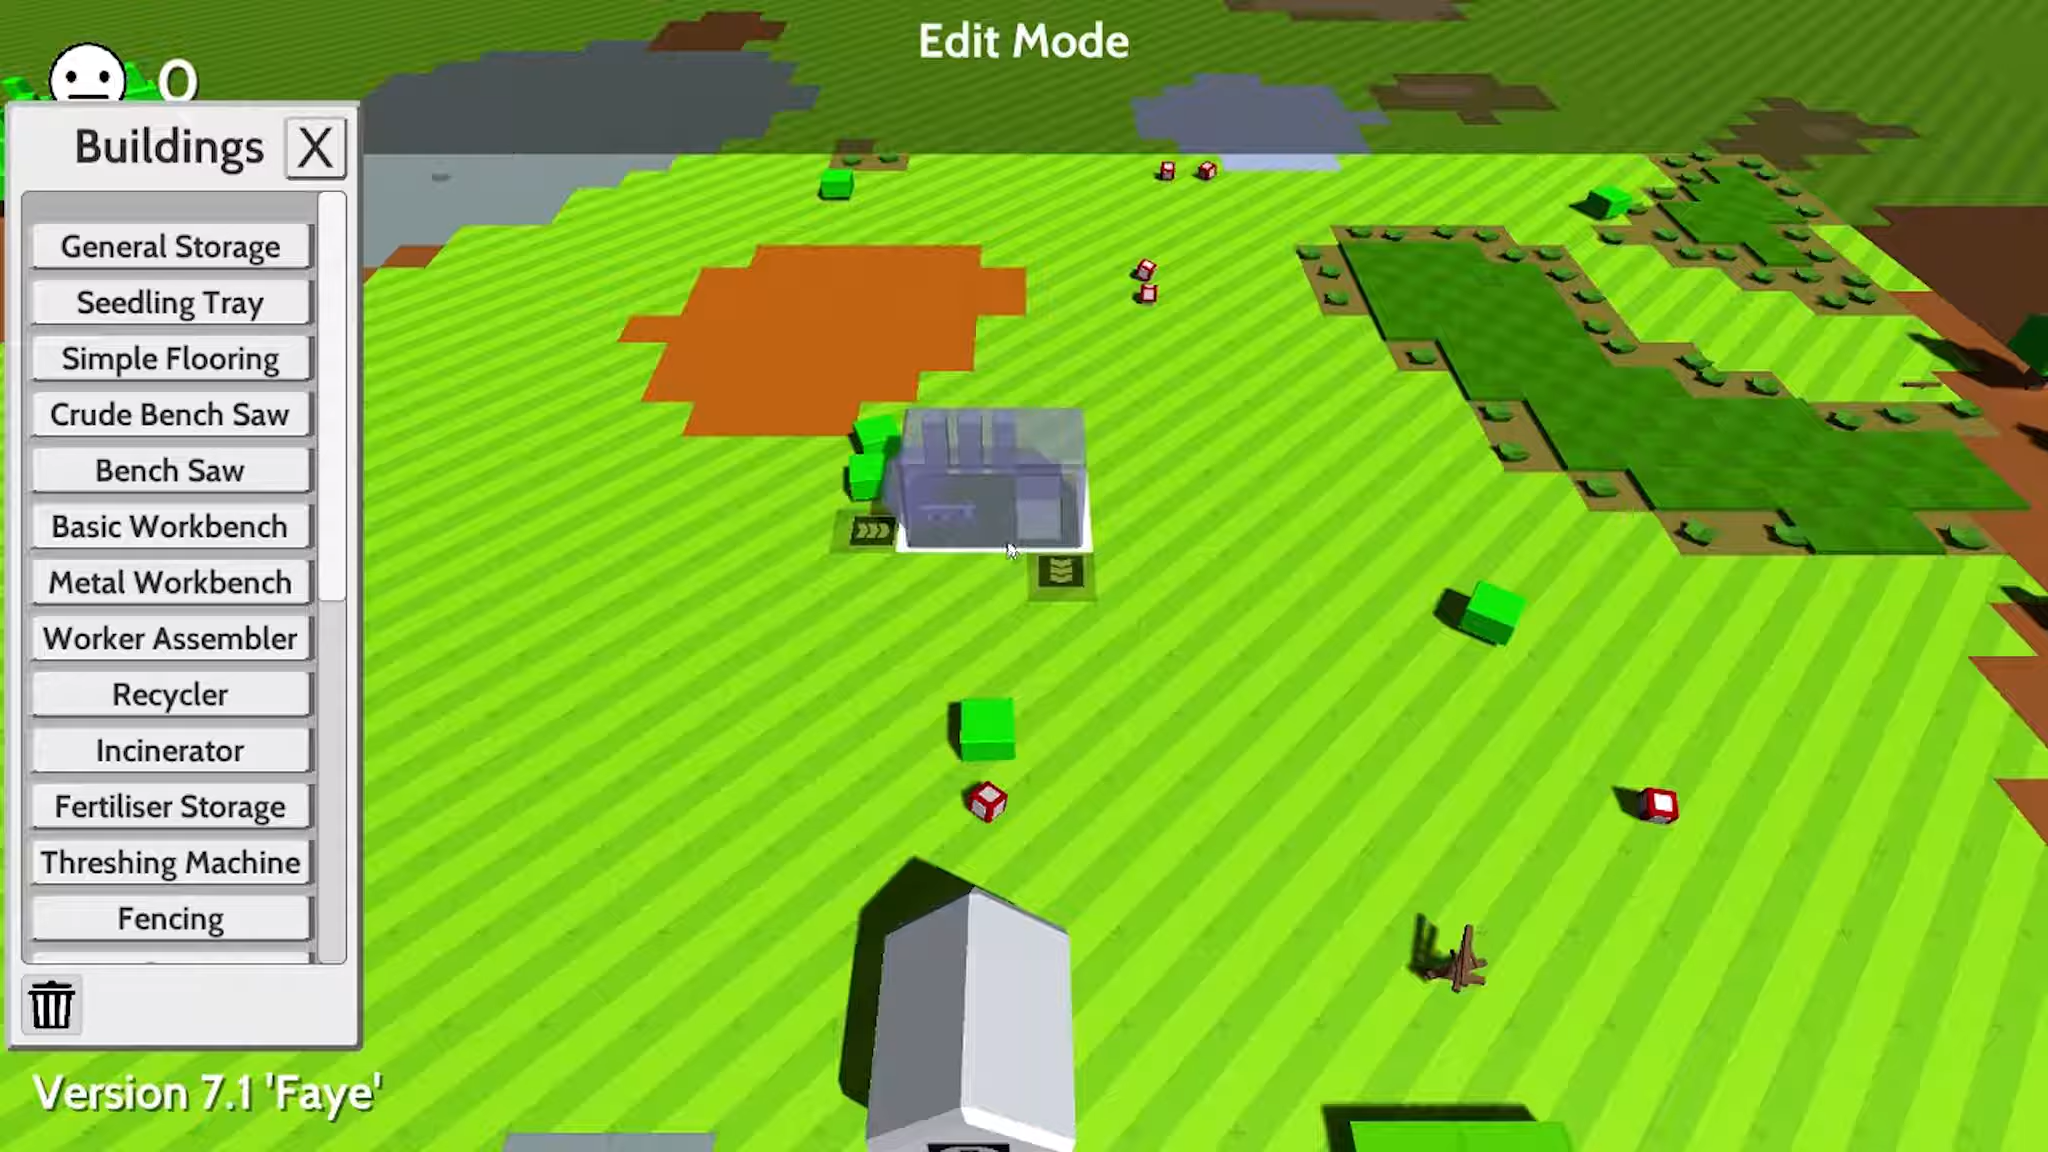 Edit Mode
0
Buildings X
General Storage
Seedling Tray
Simple Flooring
Crude Bench Saw
Bench Saw
Basic Workbench
Metal Workbench
Worker Assembler
Recycler
Incinerator
Fertiliser Storage
Threshing Machine
Fencing
Version 7.1 'Faye'